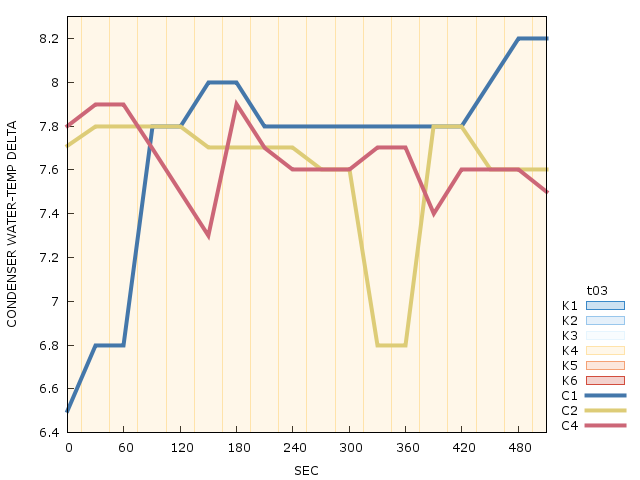 8.2
8
7.8
7.6
7.4
7.2
7
6.8
6.6
6.4
CONDENSER WATER-TEMP DELTA
0 60 120 180 240 300 360 420 480
SEC
t03
K1
K2
K3
K4
K5
K6
C1
C2
C4